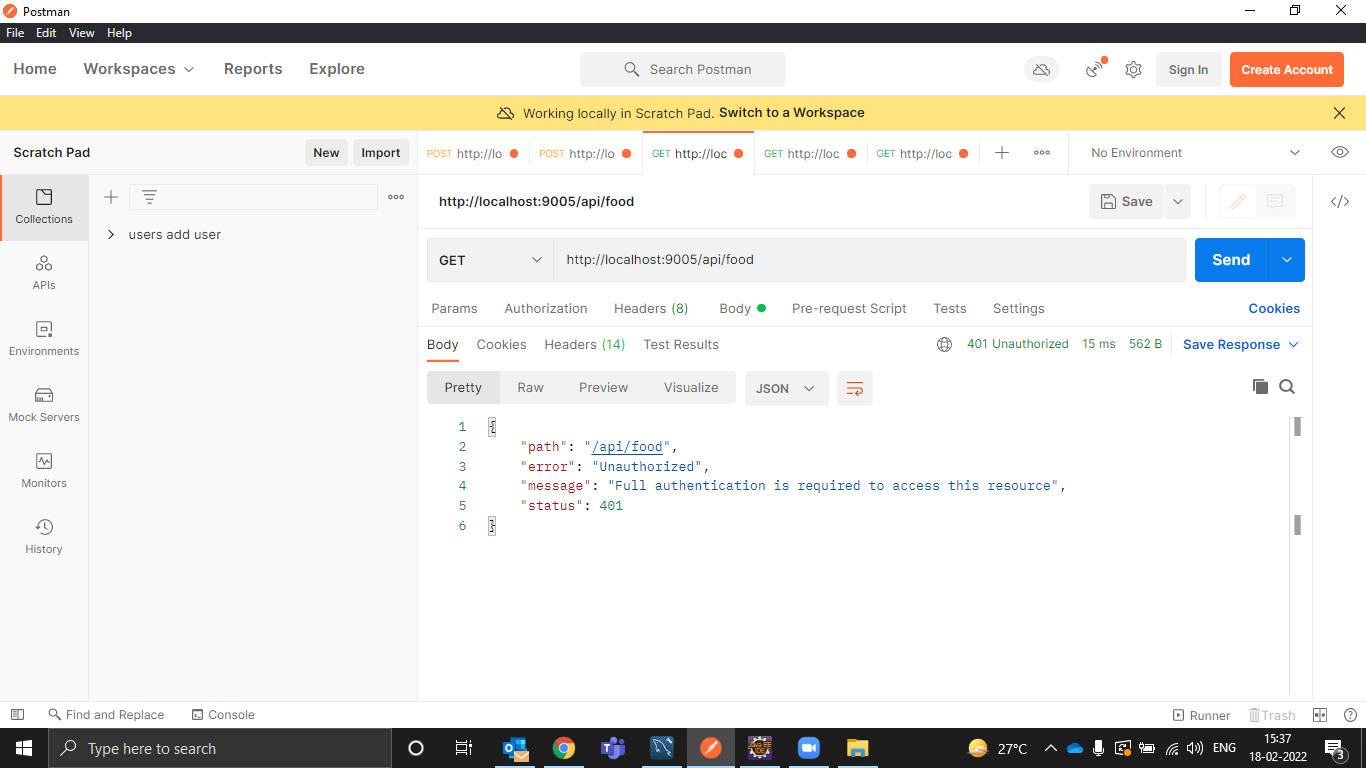 Postman
File Edit View Help
Home Workspaces Reports Explore Search Postman Sign In Create Account
Working locally in Scratch Pad. Switch to a Workspace
Scratch Pad New Import POST http://lo POST http://lo GET http://loc GET http://loc GET http://loc No Environment
Collections
APIs
Environments
Mock Servers
Monitors
History
users add user
http://localhost:9005/api/food Save
GET http://localhost:9005/api/food Send
Params Authorization Headers (8) Body Pre-request Script Tests Settings Cookies
Body Cookies Headers (14) Test Results 401 Unauthorized 15 ms 562 B Save Response
Pretty Raw Preview Visualize JSON
1 {
2 "path": "/api/food",
3 "error": "Unauthorized",
4 "message": "Full authentication is required to access this resource",
5 "status": 401
6 }
Find and Replace Console Runner Trash
Type here to search 27°C ENG 15:37
18-02-2022 3